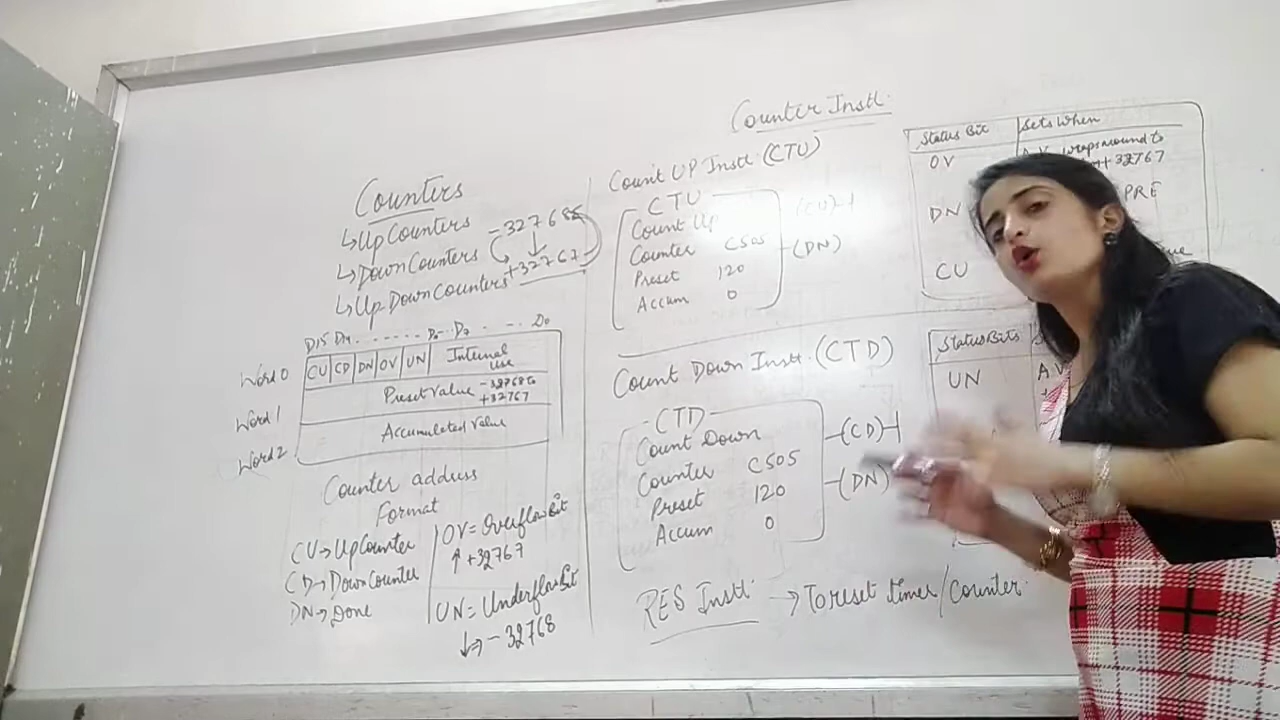 Counters
↳ Up Counters
↳ Down Counters
↳ Up-Down Counters
-32768
+32767
D15 D14 . . . . . . D8 D7 . . . . D0
Word 0
CU CD DN OV UN Internal use
Word 1
Preset Value -32768 to +32767
Word 2
Accumulated Value
Counter address
Format
CU → Up Counter
CD → Down Counter
DN → Done
OV = Overflow Bit
↑ +32767
UN = Underflow Bit
↓ ⇒ -32768
Counter Instt.
Count UP Instt. (CTU)
CTU
Count Up
Counter C505
Preset 120
Accum 0
(CU)
(DN)
Count Down Instt. (CTD)
CTD
Count Down
Counter C505
Preset 120
Accum 0
(CD)
(DN)
RES Instt. → To reset timer/Counter.
Status Bit Sets When
OV A.V wraps around to
+32767
DN PRE
CU
Status Bits
UN A.V